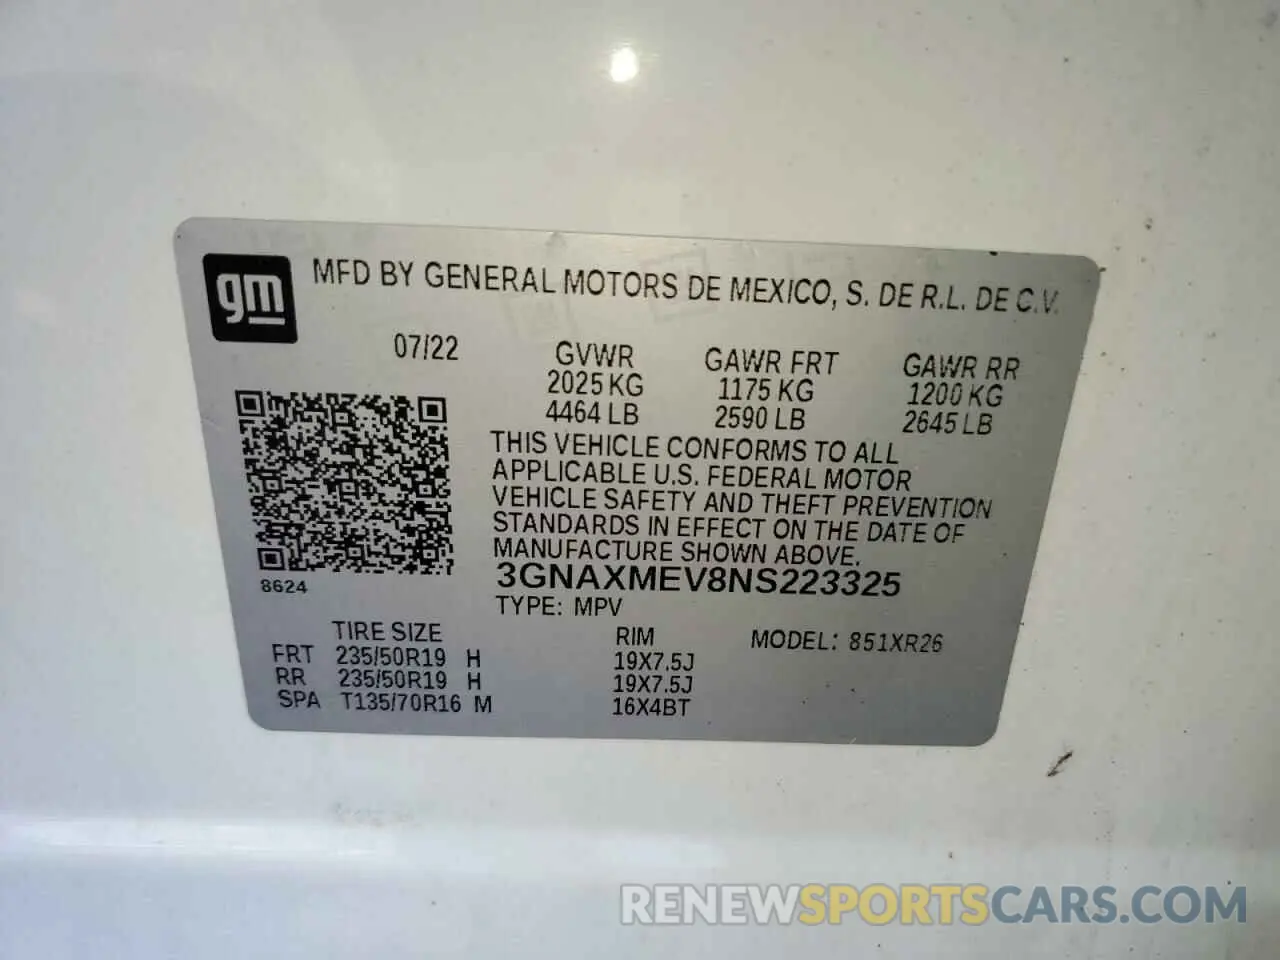 gm
MFD BY GENERAL MOTORS DE MEXICO, S. DE R.L. DE C.V.
07/22 GVWR GAWR FRT GAWR RR
2025 KG 1175 KG 1200 KG
4464 LB 2590 LB 2645 LB
THIS VEHICLE CONFORMS TO ALL
APPLICABLE U.S. FEDERAL MOTOR
VEHICLE SAFETY AND THEFT PREVENTION
STANDARDS IN EFFECT ON THE DATE OF
MANUFACTURE SHOWN ABOVE.
8624 3GNAXMEV8NS223325
TYPE: MPV
TIRE SIZE RIM MODEL: 851XR26
FRT 235/50R19 H 19X7.5J
RR 235/50R19 H 19X7.5J
SPA T135/70R16 M 16X4BT
RENEWSPORTSCARS.COM